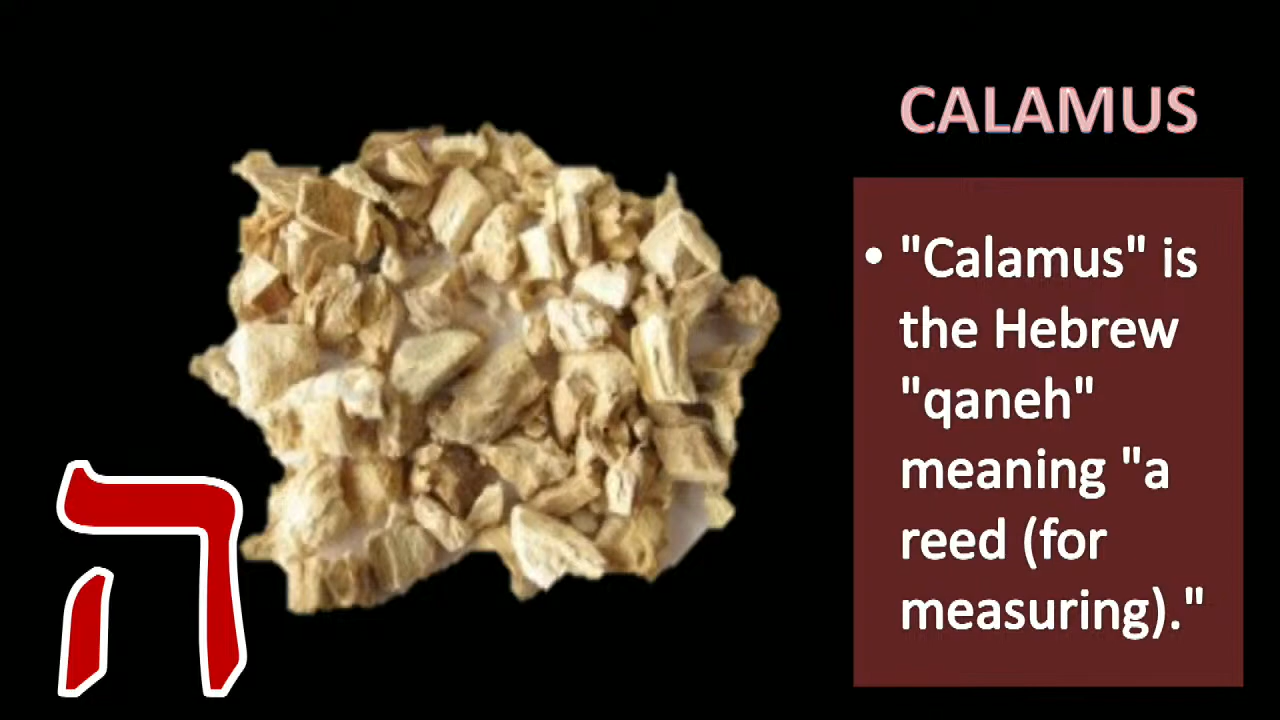 CALAMUS
• "Calamus" is
the Hebrew
"qaneh"
meaning "a
reed (for
measuring)."
ה